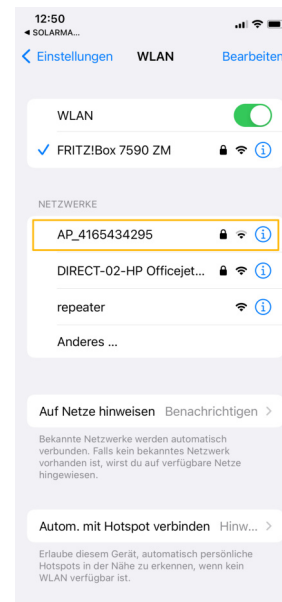 12:50
◀ SOLARMA...
Einstellungen WLAN Bearbeiten
WLAN
FRITZ!Box 7590 ZM
NETZWERKE
AP_4165434295
DIRECT-02-HP Officejet...
repeater
Anderes ...
Auf Netze hinweisen Benachrichtigen >
Bekannte Netzwerke werden automatisch
verbunden. Falls kein bekanntes Netzwerk
vorhanden ist, wirst du auf verfügbare Netze
hingewiesen.
Autom. mit Hotspot verbinden Hinw... >
Erlaube diesem Gerät, automatisch persönliche
Hotspots in der Nähe zu erkennen, wenn kein
WLAN verfügbar ist.